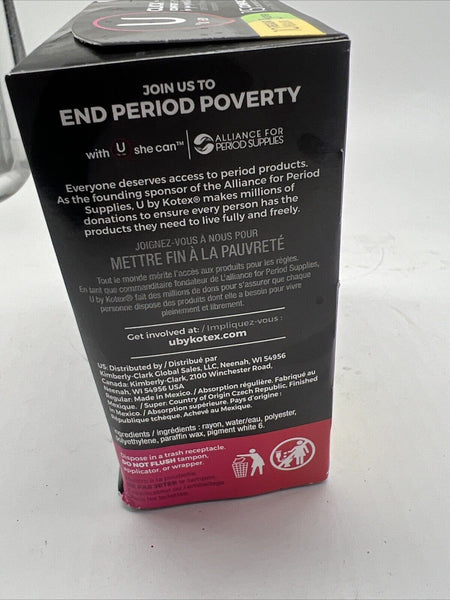 U
JOIN US TO
END PERIOD POVERTY
with U she can™
ALLIANCE FOR
PERIOD SUPPLIES
Everyone deserves access to period products.
As the founding sponsor of the Alliance for Period
Supplies, U by Kotex® makes millions of
donations to ensure every person has the
products they need to live fully and freely.
JOIGNEZ-VOUS À NOUS POUR
METTRE FIN À LA PAUVRETÉ
Tout le monde mérite l'accès aux produits pour les règles.
En tant que commanditaire fondateur de L'alliance for Period Supplies,
U by Kotex® fait des millions de dons pour s'assurer que chaque
personne dispose des produits dont elle a besoin pour vivre
pleinement et librement.
Get involved at: / Impliquez-vous :
ubykotex.com
US: Distributed by / Distribué par
Kimberly-Clark Global Sales, LLC, Neenah, WI 54956
Canada: Kimberly-Clark, 2100 Winchester Road,
Neenah, WI 54956 USA
Regular: Made in Mexico. / Absorption régulière. Fabriqué au
Mexique. / Super: Country of Origin Czech Republic. Finished
in Mexico. / Absorption supérieure. Pays d'origine :
République tchèque. Achevé au Mexique.
Ingredients / ingrédients : rayon, water/eau, polyester,
polyethylene, paraffin wax, pigment white 6.
Dispose in a trash receptacle.
DO NOT FLUSH tampon,
applicator, or wrapper.
PAS JETER le tampon,
l'emballage